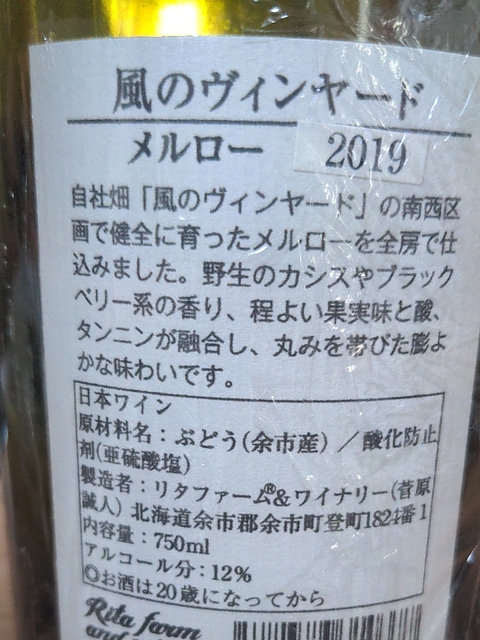 風のヴィンヤード
メルロー 2019
自社畑「風のヴィンヤード」の南西区
画で健全に育ったメルローを全房で仕
込みました。野生のカシスやブラック
ベリー系の香り、程よい果実味と酸、
タンニンが融合し、丸みを帯びた膨よ
かな味わいです。
日本ワイン
原材料名：ぶどう(余市産)／酸化防止
剤(亜硫酸塩)
製造者：リタファーム®&ワイナリー(菅原
誠人) 北海道余市郡余市町登町1824番1
内容量：750ml
アルコール分：12%
◎お酒は20歳になってから
Rita farm
and